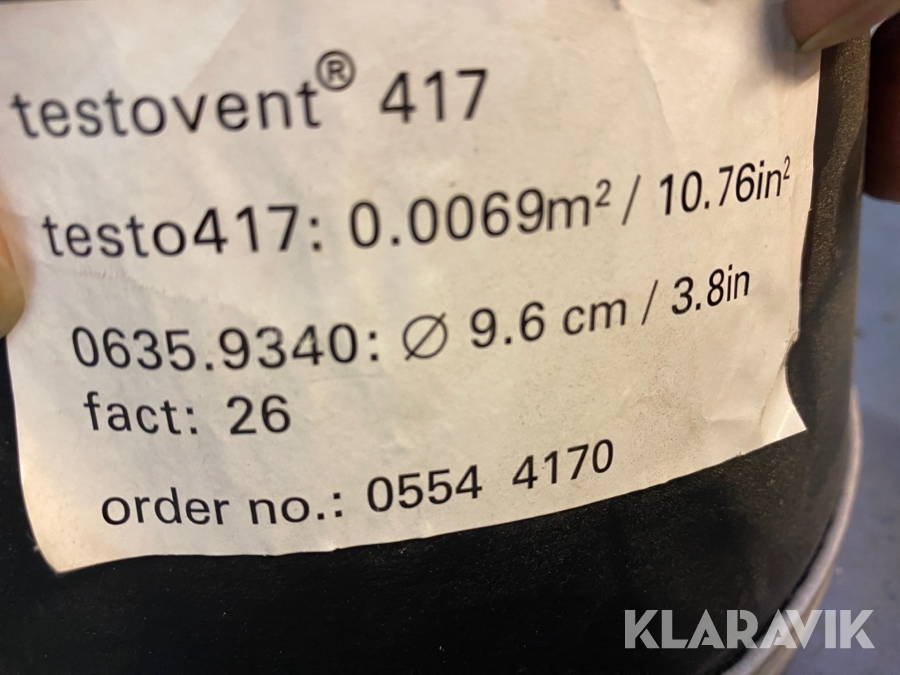 testovent® 417
testo417: 0.0069m² / 10.76in²
0635.9340: ∅ 9.6 cm / 3.8in
fact: 26
order no.: 0554 4170
KLARAVIK